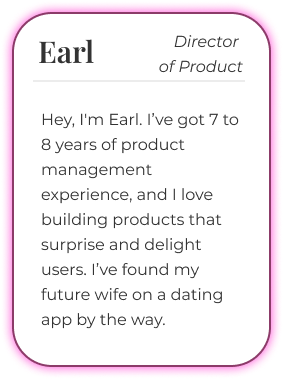 Earl
Director
of Product
Hey, I'm Earl. I’ve got 7 to
8 years of product
management
experience, and I love
building products that
surprise and delight
users. I’ve found my
future wife on a dating
app by the way.